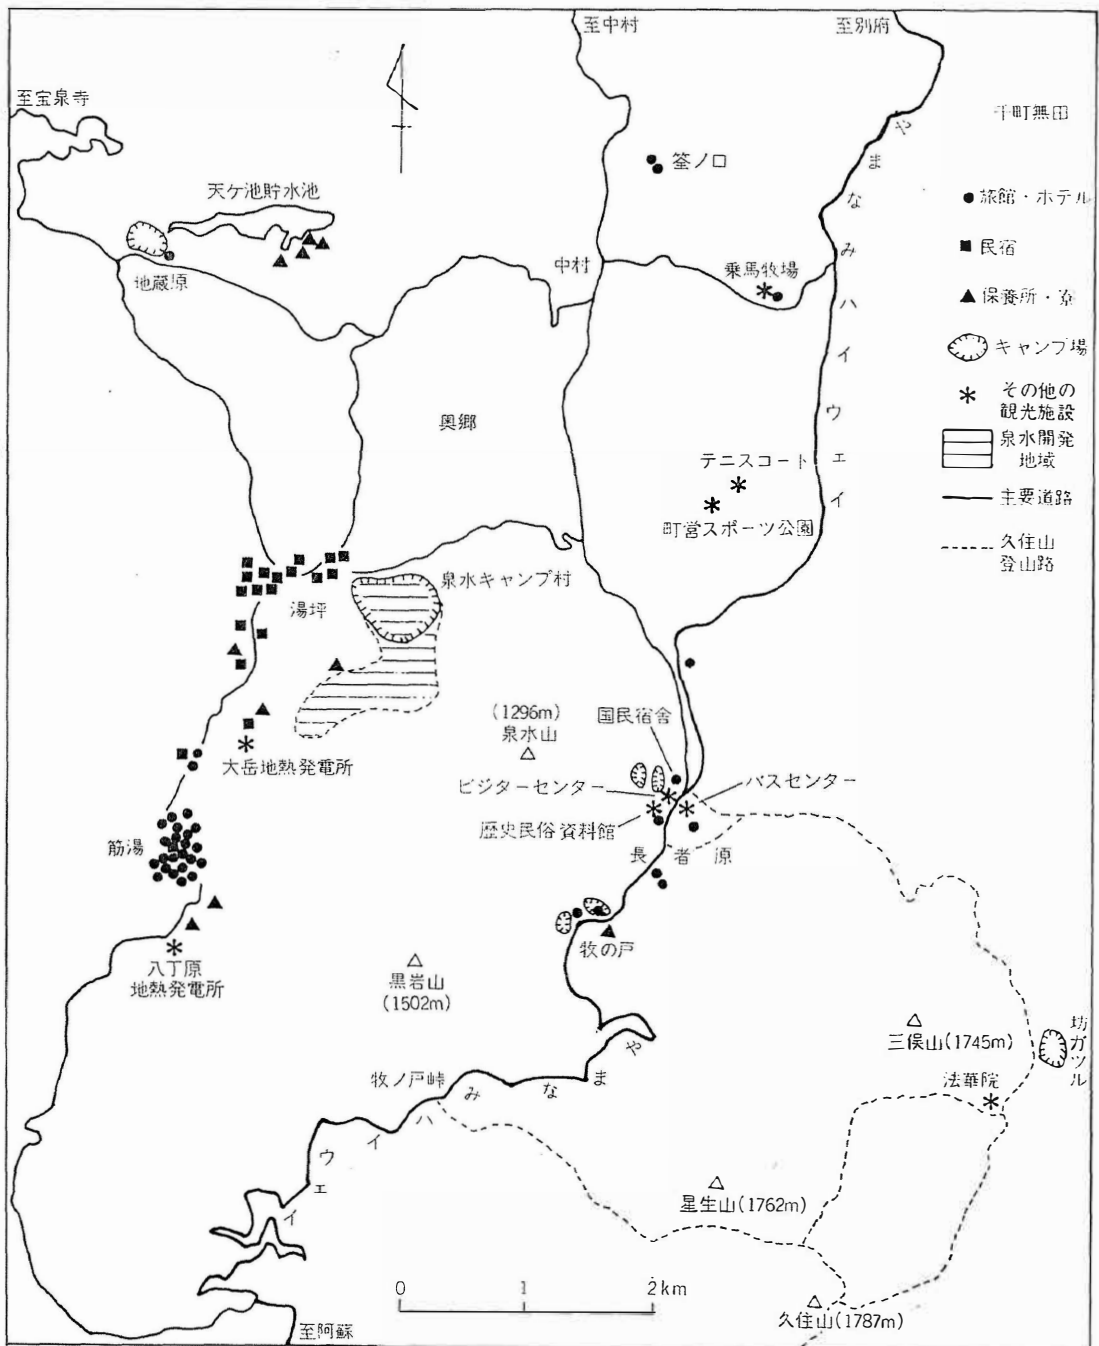 至中村
至別府
至宝泉寺
千町無田
筌ノ口
天ケ池貯水池
旅館・ホテル
やまなみハイウェイ
民宿
中村
乗馬牧場
地蔵原
保養所・寮
キャンプ場
その他の
観光施設
奥郷
泉水開発
地域
テニスコート
主要道路
町営スポーツ公園
久住山
登山路
泉水キャンプ村
湯坪
(1296m)
泉水山
国民宿舎
大岳地熱発電所
ビジターセンター
バスセンター
歴史民俗資料館
筋湯
長者原
牧の戸
八丁原
地熱発電所
黒岩山
(1502m)
三俣山(1745m)
坊ガツル
法華院
牧ノ戸峠
やまなみハイウェイ
星生山(1762m)
0 1 2km
久住山(1787m)
至阿蘇